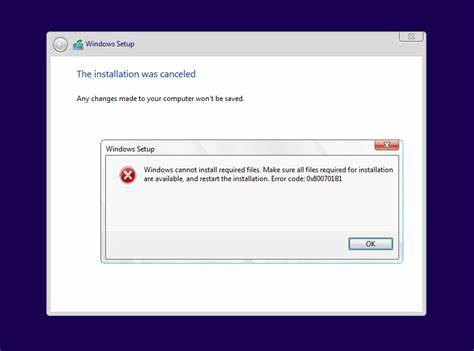 Windows Setup
The installation was canceled
Any changes made to your computer won't be saved.
Windows Setup
Windows cannot install required files. Make sure all files required for installation
are available, and restart the installation. Error code: 0x800701B1
OK